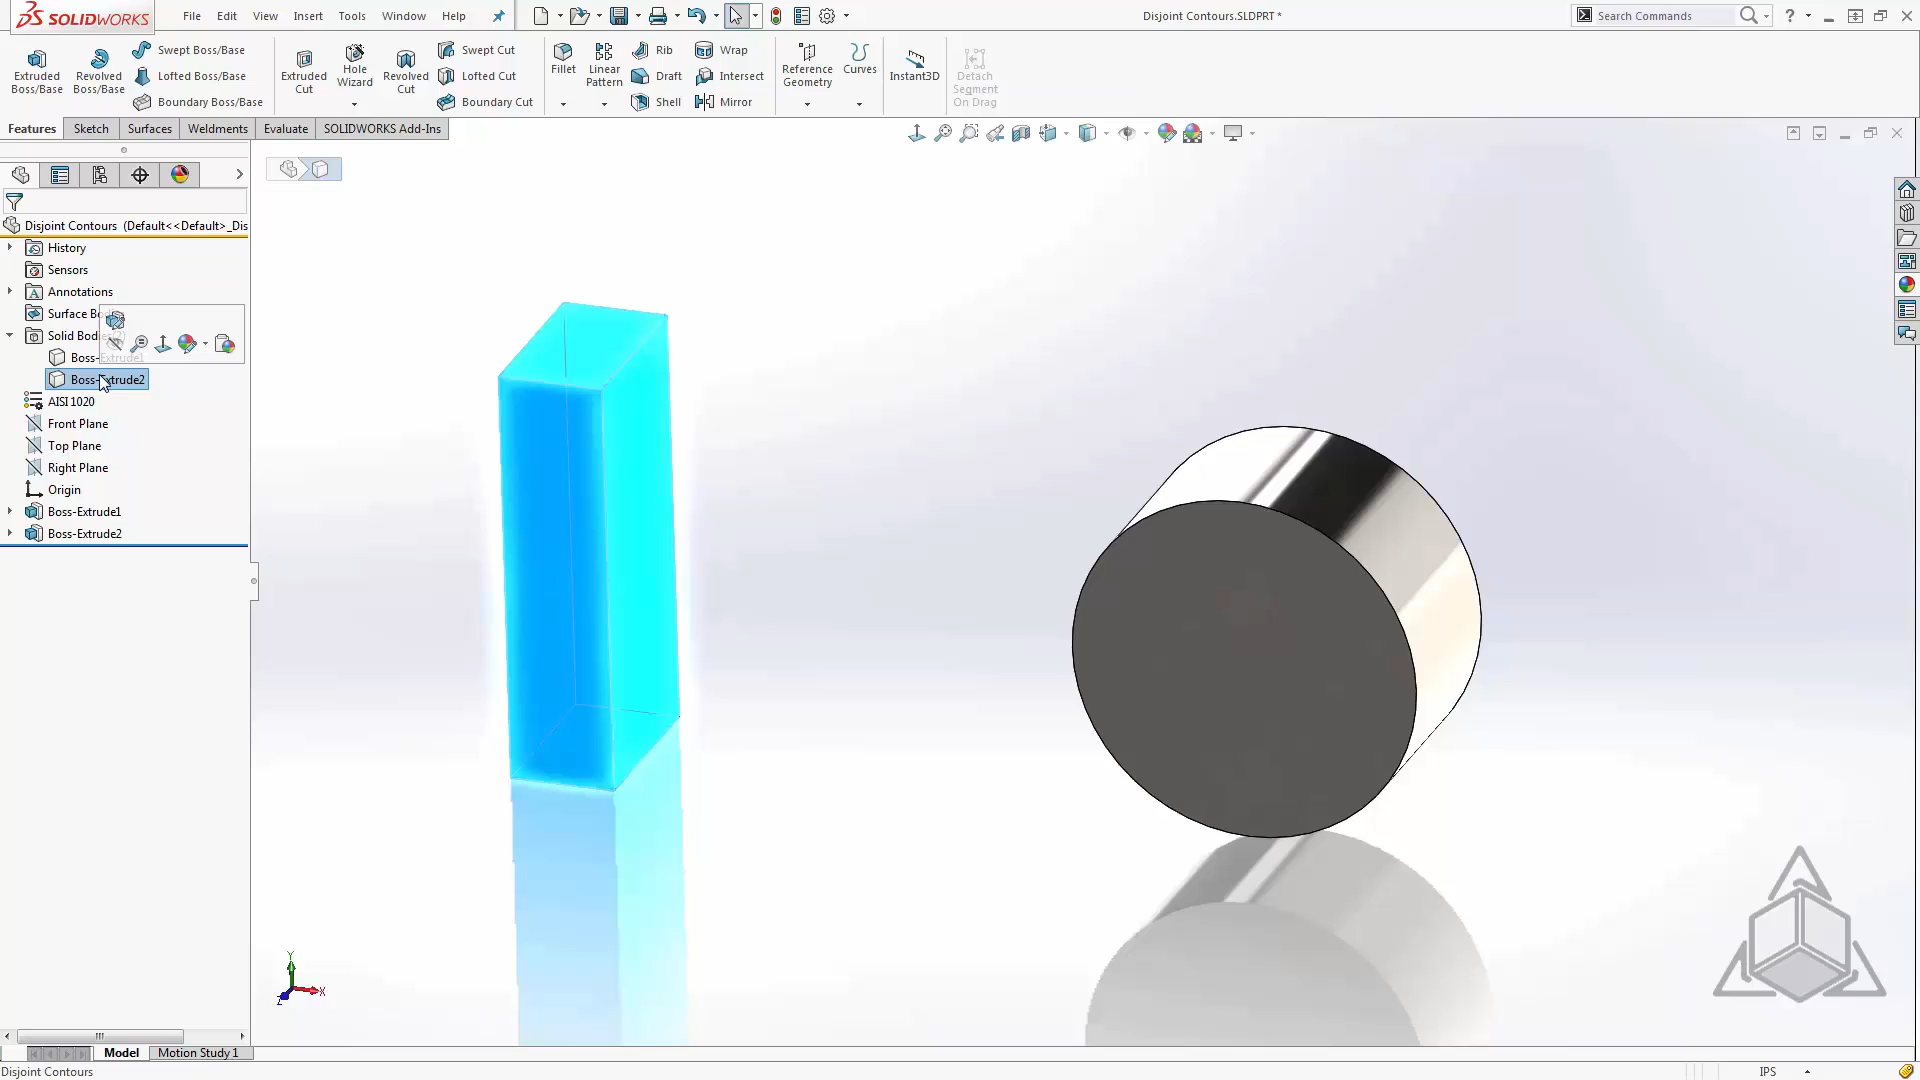 SOLIDWORKS
File Edit View Insert Tools Window Help
Disjoint Contours.SLDPRT *
Search Commands
Extruded Boss/Base
Revolved Boss/Base
Swept Boss/Base
Lofted Boss/Base
Boundary Boss/Base
Extruded Cut
Hole Wizard
Revolved Cut
Swept Cut
Lofted Cut
Boundary Cut
Fillet
Linear Pattern
Rib
Draft
Shell
Wrap
Intersect
Mirror
Reference Geometry
Curves
Instant3D
Detach Segment On Drag
Features Sketch Surfaces Weldments Evaluate SOLIDWORKS Add-Ins
Disjoint Contours (Default<<Default>_Dis
History
Sensors
Annotations
Surface Bo
Solid Bodies
Boss-Extrude1
Boss-Extrude2
AISI 1020
Front Plane
Top Plane
Right Plane
Origin
Boss-Extrude1
Boss-Extrude2
Y
X
Z
Model Motion Study 1
Disjoint Contours
IPS